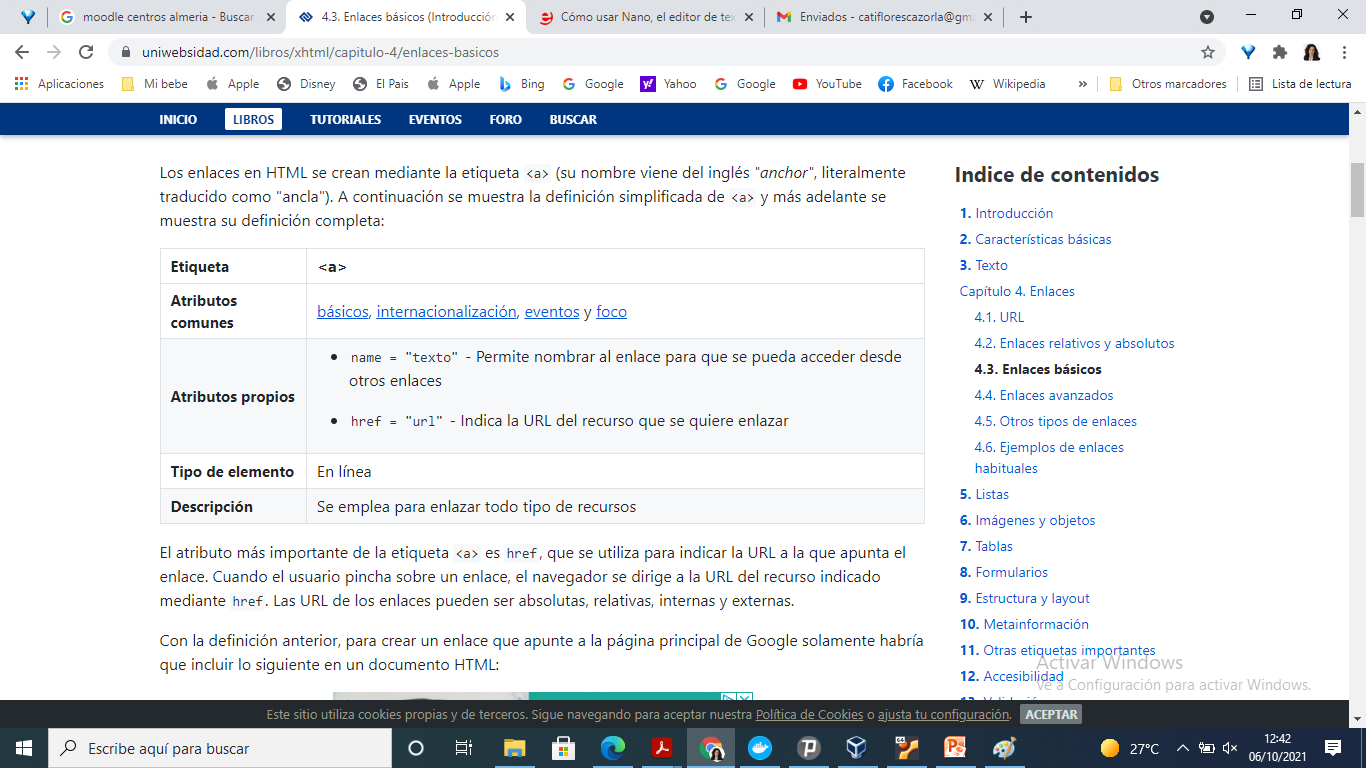 moodle centros almeria - Buscar
4.3. Enlaces básicos (Introducción
Cómo usar Nano, el editor de tex
Enviados - catiflorescazorla@gm
uniwebsidad.com/libros/xhtml/capitulo-4/enlaces-basicos
Aplicaciones Mi bebe Apple Disney El Pais Apple Bing Google Yahoo Google YouTube Facebook Wikipedia » Otros marcadores Lista de lectura
INICIO LIBROS TUTORIALES EVENTOS FORO BUSCAR
Los enlaces en HTML se crean mediante la etiqueta <a> (su nombre viene del inglés "anchor", literalmente
traducido como "ancla"). A continuación se muestra la definición simplificada de <a> y más adelante se
muestra su definición completa:
Etiqueta <a>
Atributos
comunes
básicos, internacionalización, eventos y foco
Atributos propios
• name = "texto" - Permite nombrar al enlace para que se pueda acceder desde
otros enlaces
• href = "url" - Indica la URL del recurso que se quiere enlazar
Tipo de elemento En línea
Descripción Se emplea para enlazar todo tipo de recursos
El atributo más importante de la etiqueta <a> es href, que se utiliza para indicar la URL a la que apunta el
enlace. Cuando el usuario pincha sobre un enlace, el navegador se dirige a la URL del recurso indicado
mediante href. Las URL de los enlaces pueden ser absolutas, relativas, internas y externas.
Con la definición anterior, para crear un enlace que apunte a la página principal de Google solamente habría
que incluir lo siguiente en un documento HTML:
Indice de contenidos
1. Introducción
2. Características básicas
3. Texto
Capítulo 4. Enlaces
4.1. URL
4.2. Enlaces relativos y absolutos
4.3. Enlaces básicos
4.4. Enlaces avanzados
4.5. Otros tipos de enlaces
4.6. Ejemplos de enlaces
habituales
5. Listas
6. Imágenes y objetos
7. Tablas
8. Formularios
9. Estructura y layout
10. Metainformación
11. Otras etiquetas importantes
12. Accesibilidad
Activar Windows
Ve a Configuración para activar Windows.
Este sitio utiliza cookies propias y de terceros. Sigue navegando para aceptar nuestra Política de Cookies o ajusta tu configuración. ACEPTAR
Escribe aquí para buscar
27°C
12:42
06/10/2021